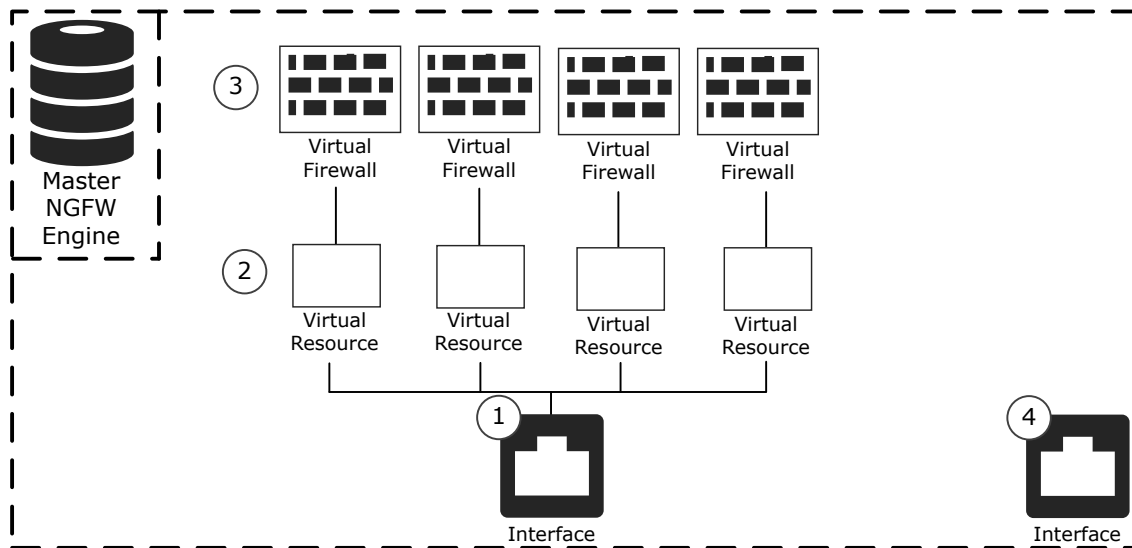 Master
NGFW
Engine
3
Virtual
Firewall
Virtual
Firewall
Virtual
Firewall
Virtual
Firewall
2
Virtual
Resource
Virtual
Resource
Virtual
Resource
Virtual
Resource
1
Interface
4
Interface